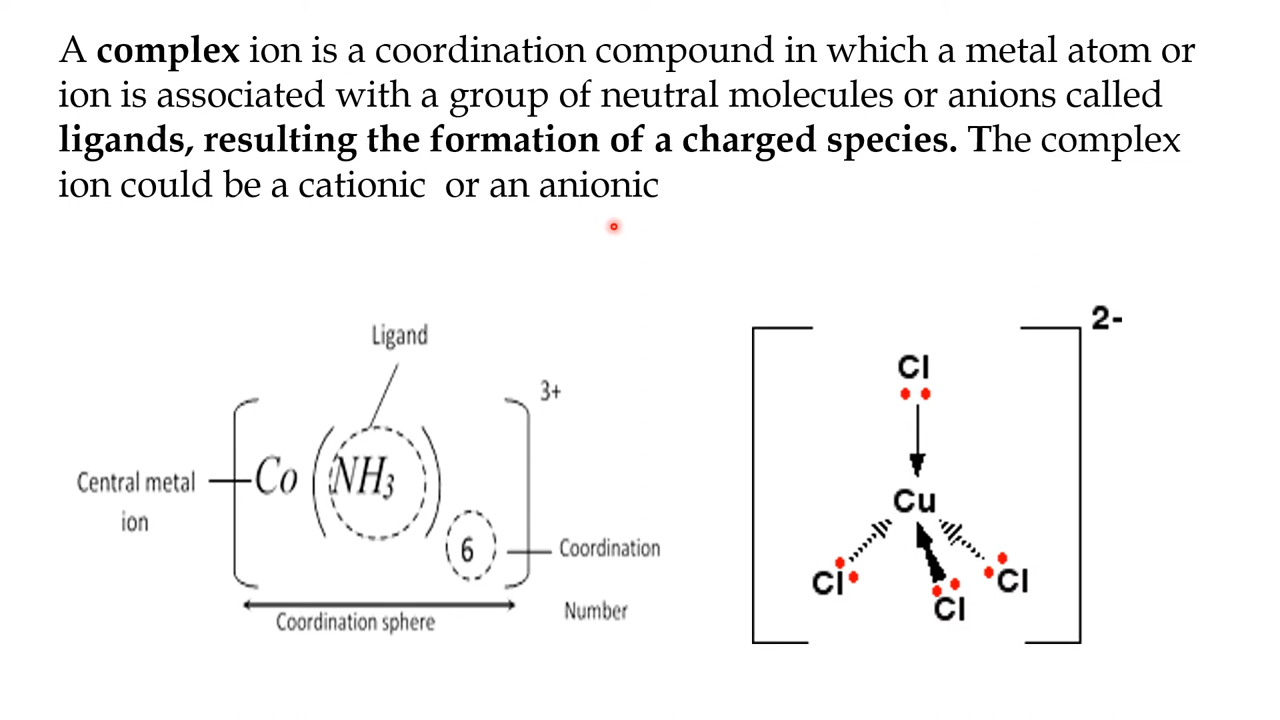 A complex ion is a coordination compound in which a metal atom or
ion is associated with a group of neutral molecules or anions called
ligands, resulting the formation of a charged species. The complex
ion could be a cationic or an anionic
Ligand
3+
Central metal
ion
Co (NH3)
6
Coordination
Number
Coordination sphere
2-
Cl
Cu
Cl
Cl
Cl